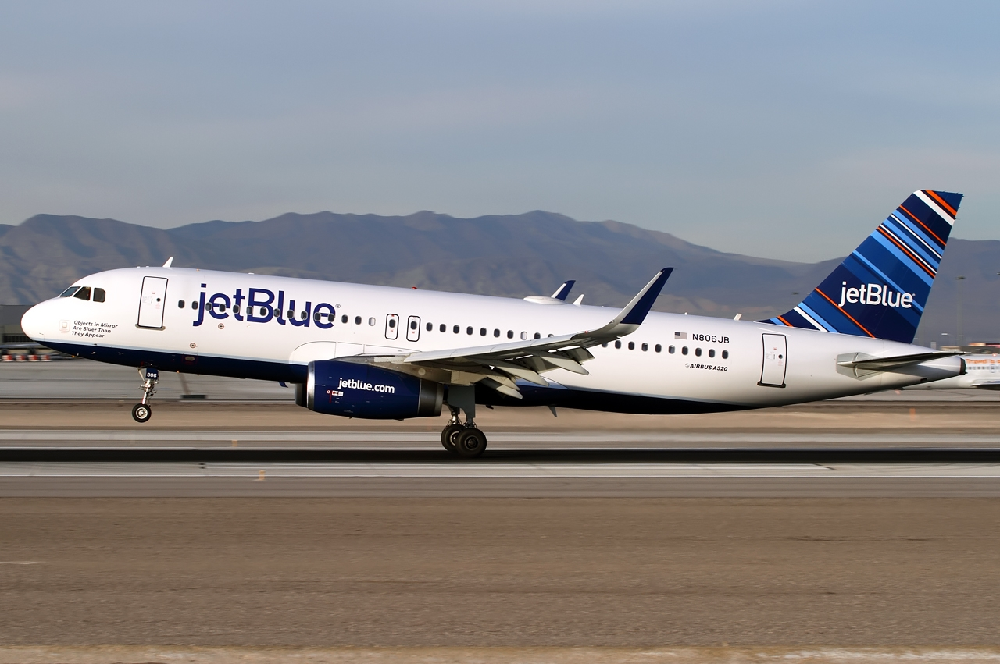 jetBlue
jetBlue
Objects in Mirror
Are Bluer Than
They Appear
N806JB
AIRBUS A320
806
jetblue.com